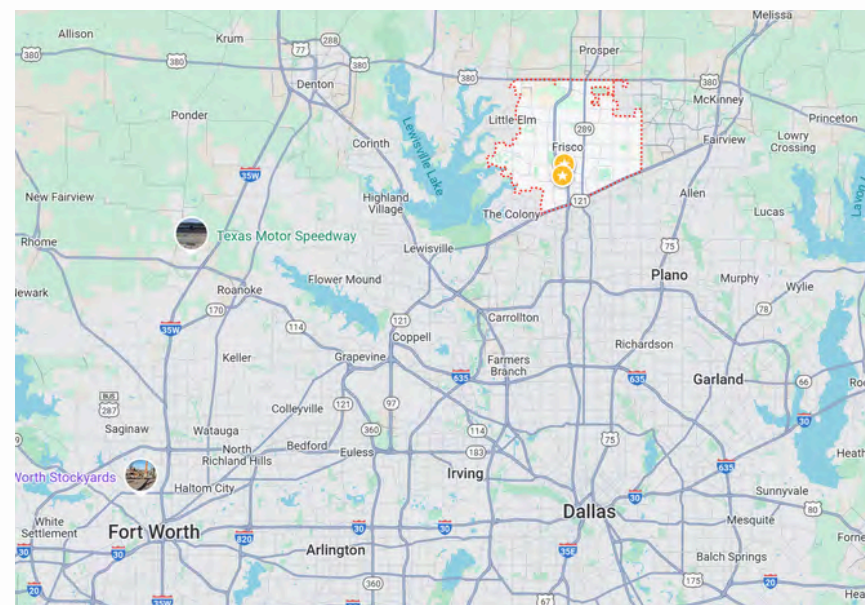 Melissa
Allison
Krum
288
77
380
380
380
380
Prosper
Denton
McKinney
Ponder
Princeton
Little Elm
289
Lewisville Lake
Corinth
Frisco
Fairview
Lowry
Crossing
35W
New Fairview
Highland
Village
Allen
121
The Colony
Lucas
Texas Motor Speedway
Rhome
Lewisville
75
Plano
Murphy
Wylie
Flower Mound
Roanoke
170
78
121
114
Carrollton
35W
Coppell
Richardson
Keller
Grapevine
Farmers
Branch
635
635
Garland
66
BUS
287
Colleyville
121
97
30
Saginaw
Watauga
360
114
75
North
Richland Hills
Bedford
Euless
183
Worth Stockyards
Irving
635
Haltom City
Sunnyvale
30
Dallas
80
White
Settlement
Fort Worth
30
30
Mesquite
30
30
820
Arlington
35E
Balch Springs
360
175
20
20
67
35W